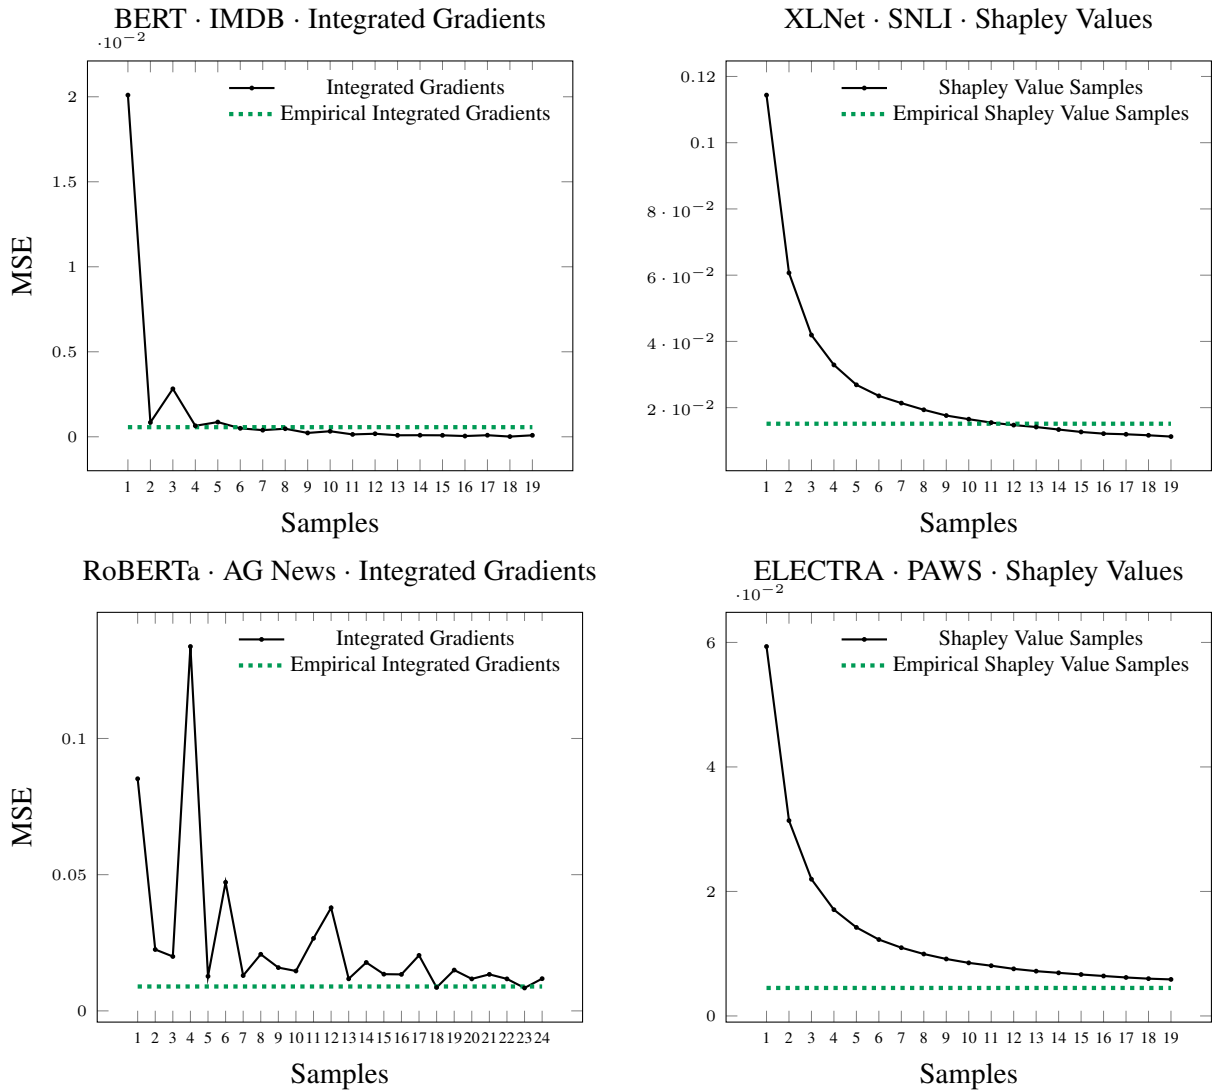 BERT · IMDB · Integrated Gradients
·10⁻²
Integrated Gradients
Empirical Integrated Gradients
2
1.5
1
0.5
0
MSE
1 2 3 4 5 6 7 8 9 10 11 12 13 14 15 16 17 18 19
Samples
XLNet · SNLI · Shapley Values
Shapley Value Samples
Empirical Shapley Value Samples
0.12
0.1
8 · 10⁻²
6 · 10⁻²
4 · 10⁻²
2 · 10⁻²
1 2 3 4 5 6 7 8 9 10 11 12 13 14 15 16 17 18 19
Samples
RoBERTa · AG News · Integrated Gradients
Integrated Gradients
Empirical Integrated Gradients
0.1
0.05
0
MSE
1 2 3 4 5 6 7 8 9 10 11 12 13 14 15 16 17 18 19 20 21 22 23 24
Samples
ELECTRA · PAWS · Shapley Values
·10⁻²
Shapley Value Samples
Empirical Shapley Value Samples
6
4
2
0
1 2 3 4 5 6 7 8 9 10 11 12 13 14 15 16 17 18 19
Samples